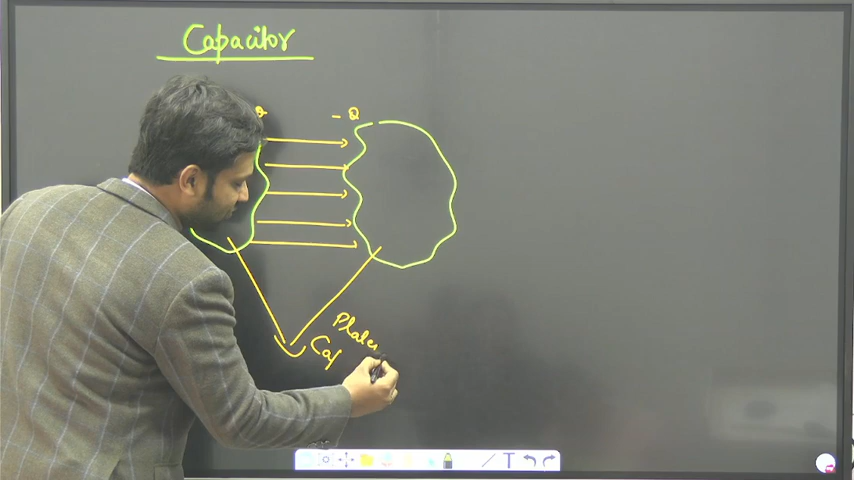 Capacitor
Q
- Q
Plates
Cap
T